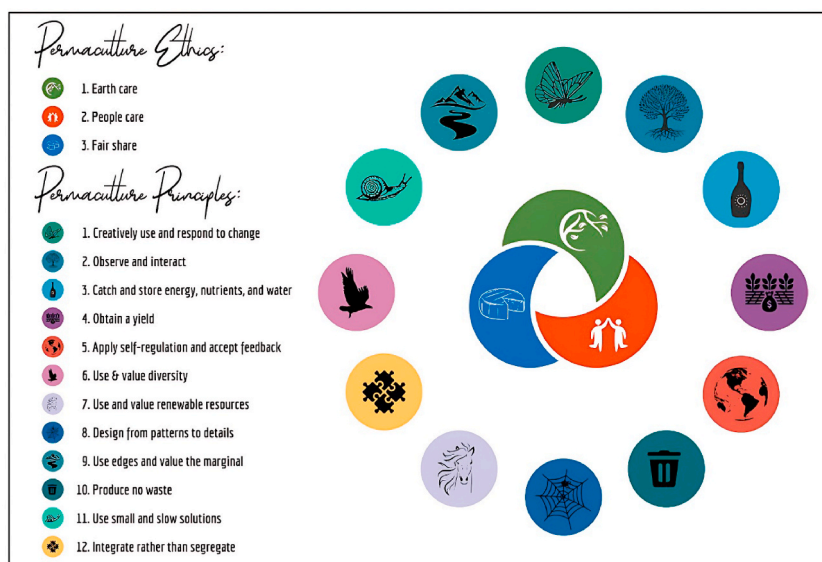 Permaculture Ethics:
1. Earth care
2. People care
3. Fair share
Permaculture Principles:
1. Creatively use and respond to change
2. Observe and interact
3. Catch and store energy, nutrients, and water
4. Obtain a yield
5. Apply self-regulation and accept feedback
6. Use & value diversity
7. Use and value renewable resources
8. Design from patterns to details
9. Use edges and value the marginal
10. Produce no waste
11. Use small and slow solutions
12. Integrate rather than segregate
$